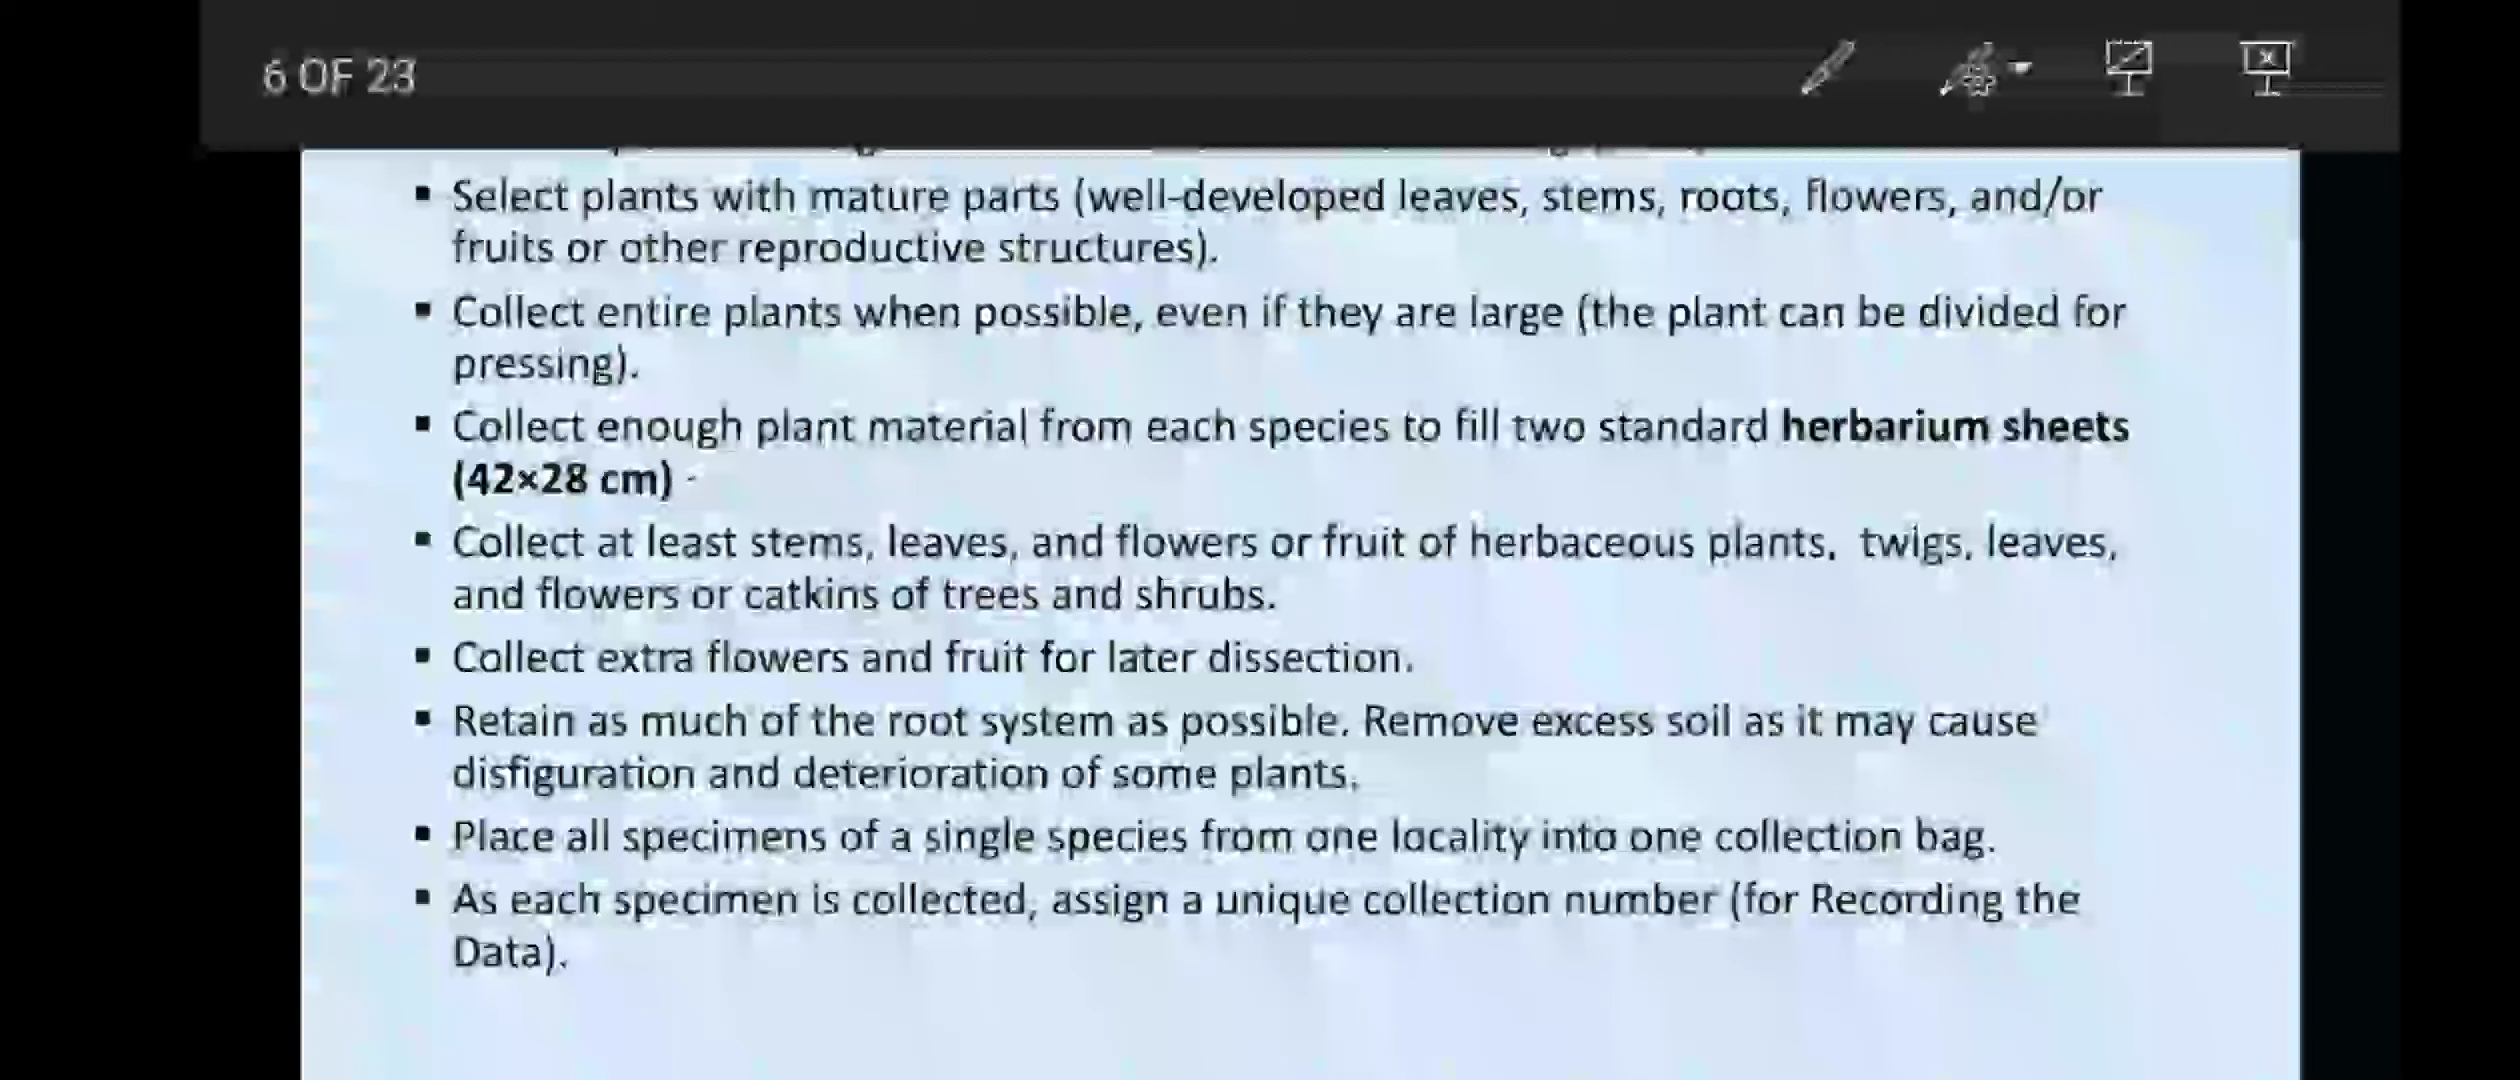 6 OF 23
▪ Select plants with mature parts (well-developed leaves, stems, roots, flowers, and/or
fruits or other reproductive structures).
▪ Collect entire plants when possible, even if they are large (the plant can be divided for
pressing).
▪ Collect enough plant material from each species to fill two standard herbarium sheets
(42×28 cm) -
▪ Collect at least stems, leaves, and flowers or fruit of herbaceous plants, twigs, leaves,
and flowers or catkins of trees and shrubs.
▪ Collect extra flowers and fruit for later dissection.
▪ Retain as much of the root system as possible. Remove excess soil as it may cause
disfiguration and deterioration of some plants.
▪ Place all specimens of a single species from one locality into one collection bag.
▪ As each specimen is collected, assign a unique collection number (for Recording the
Data).